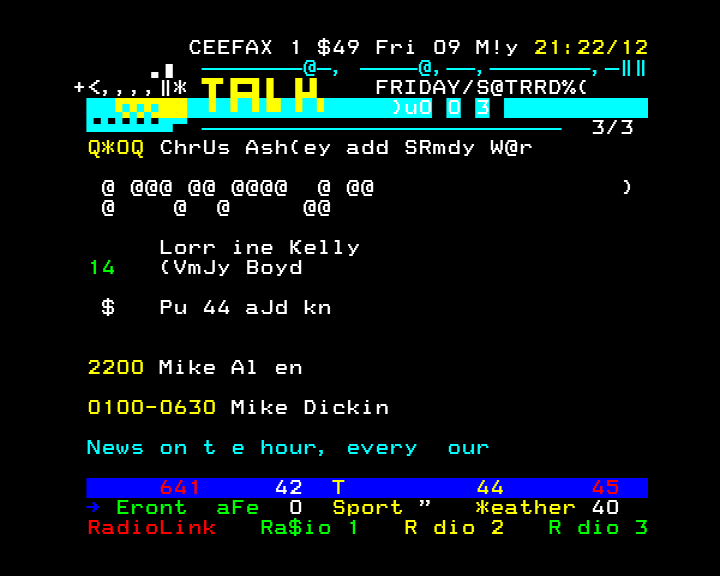 CEEFAX 1 $49 Fri 09 M!y 21:22/12
+<,,,,‖* TALK FRIDAY/S@TRRD%(
)uO O 3
3/3
Q*0Q ChrUs Ash(ey add SRmdy W@r
@ @@@ @@ @@@@ @ @@ )
@ @ @ @@
Lorr ine Kelly
14 (VmJy Boyd
$ Pu 44 aJd kn
2200 Mike Al en
0100-0630 Mike Dickin
News on t e hour, every our
641 42 T 44 45
→ Eront aFe 0 Sport ” *eather 40
RadioLink Ra$io 1 R dio 2 R dio 3